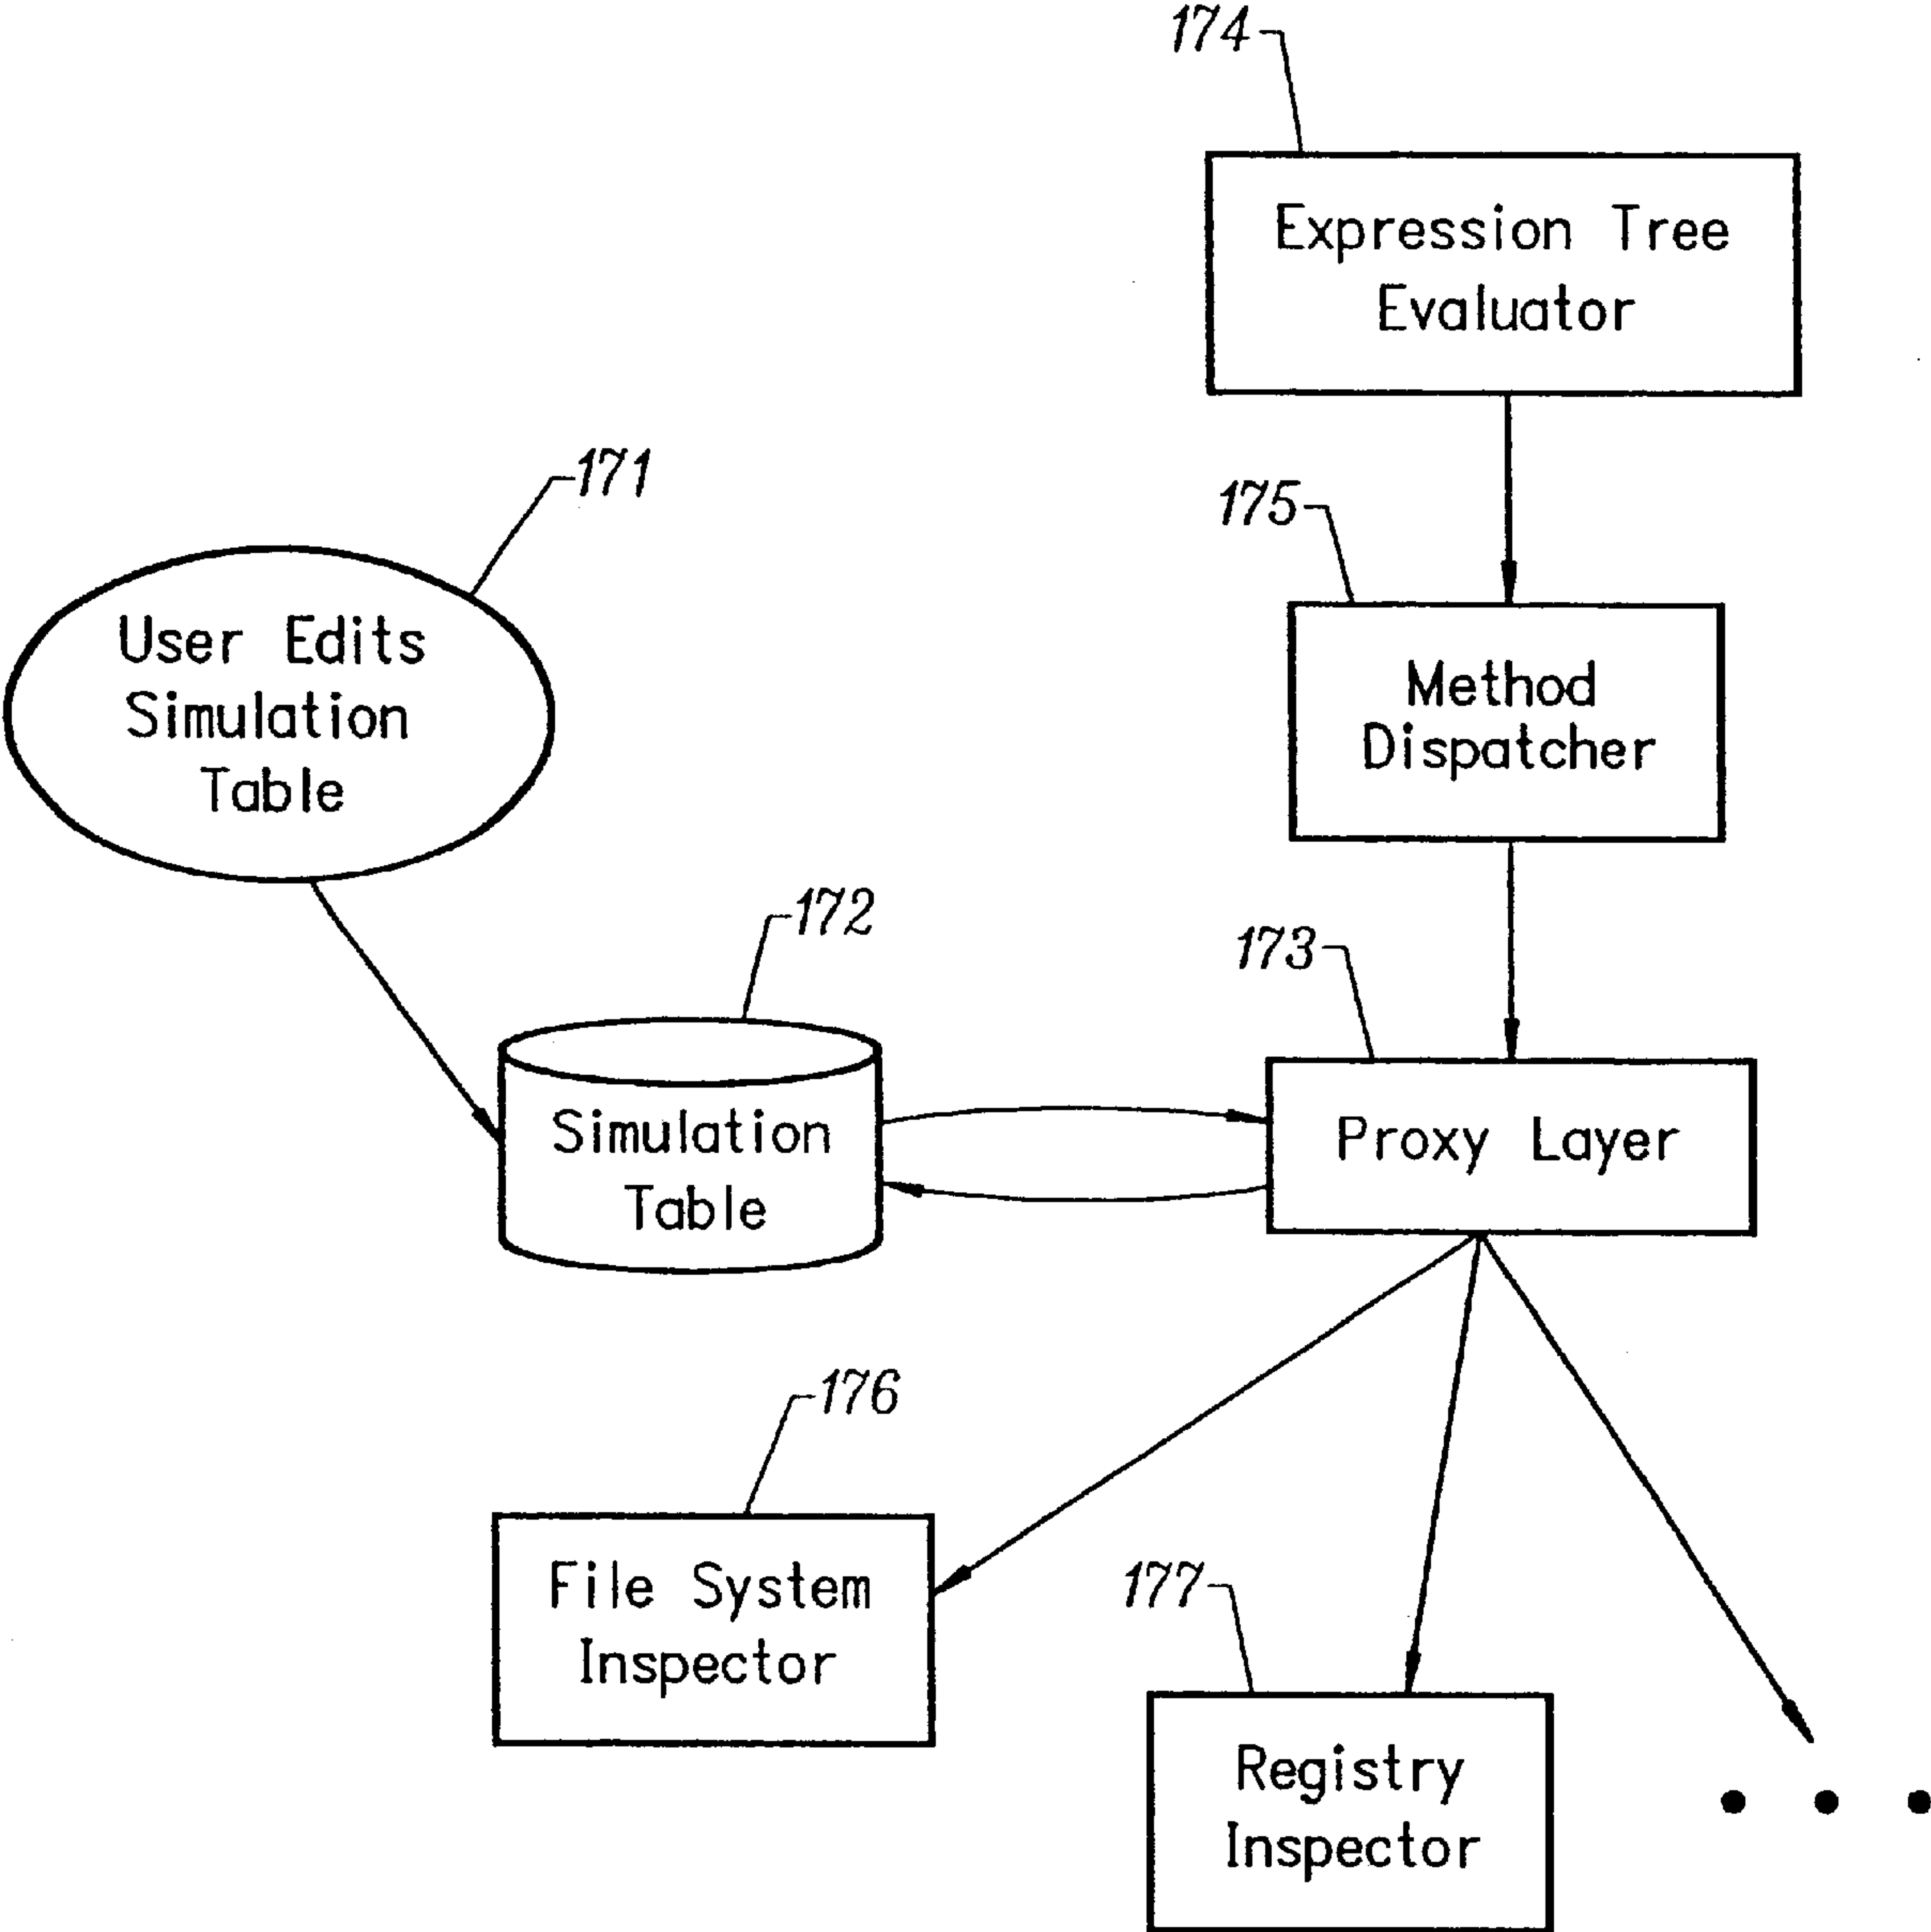 174
Expression Tree
Evaluator
171
175
User Edits
Simulation
Table
Method
Dispatcher
172
173
Simulation
Table
Proxy Layer
176
File System
Inspector
177
Registry
Inspector